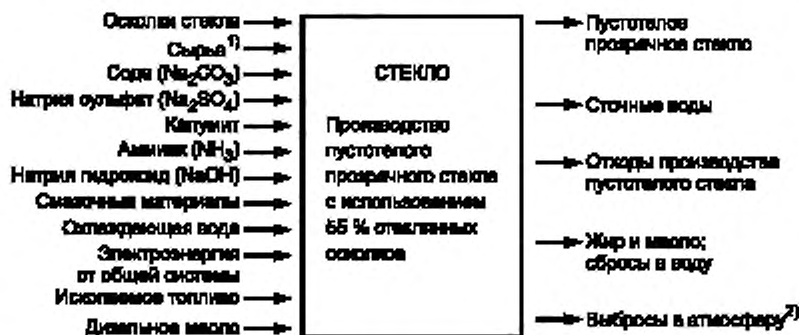 Осколки стекла
Сырье1)
Сода (Na2CO3)
Натрия сульфат (Na2SO4)
Калумит
Аммиак (NH3)
Натрия гидроксид (NaOH)
Смазочные материалы
Охлаждающая вода
Электроэнергия
от общей системы
Ископаемое топливо
Дизельное масло
СТЕКЛО
Производство
пустотелого
прозрачного стекла
с использованием
55 % стеклянных
осколков
Пустотелое
прозрачное стекло
Сточные воды
Отходы производства
пустотелого стекла
Жир и масло;
сбросы в воду
Выбросы в атмосферу2)